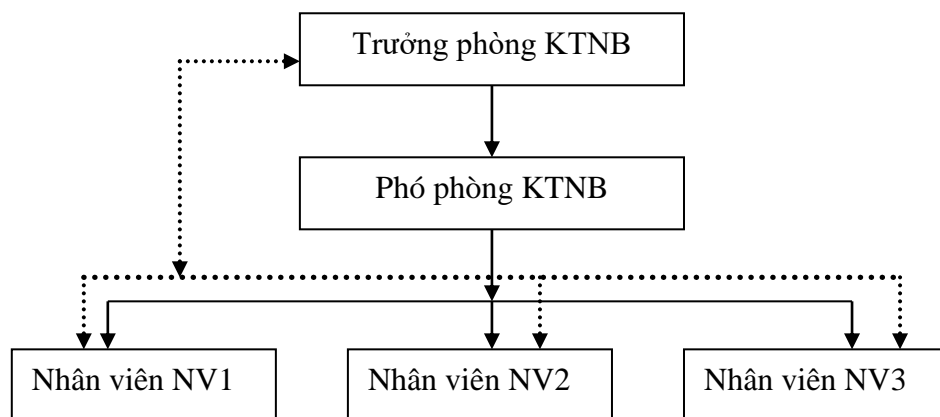 Trưởng phòng KTNB
Phó phòng KTNB
Nhân viên NV1
Nhân viên NV2
Nhân viên NV3